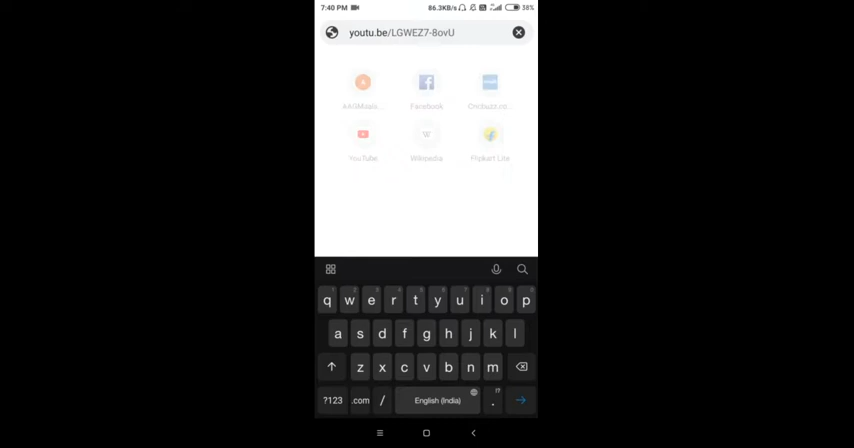 7:40 PM 86.3KB/s 38%
youtu.be/LGWEZ7-8ovU
Facebook
YouTube Wikipedia Flipkart Lite
q w e r t y u i o p
a s d f g h j k l
z x c v b n m
?123 .com / English (India) .